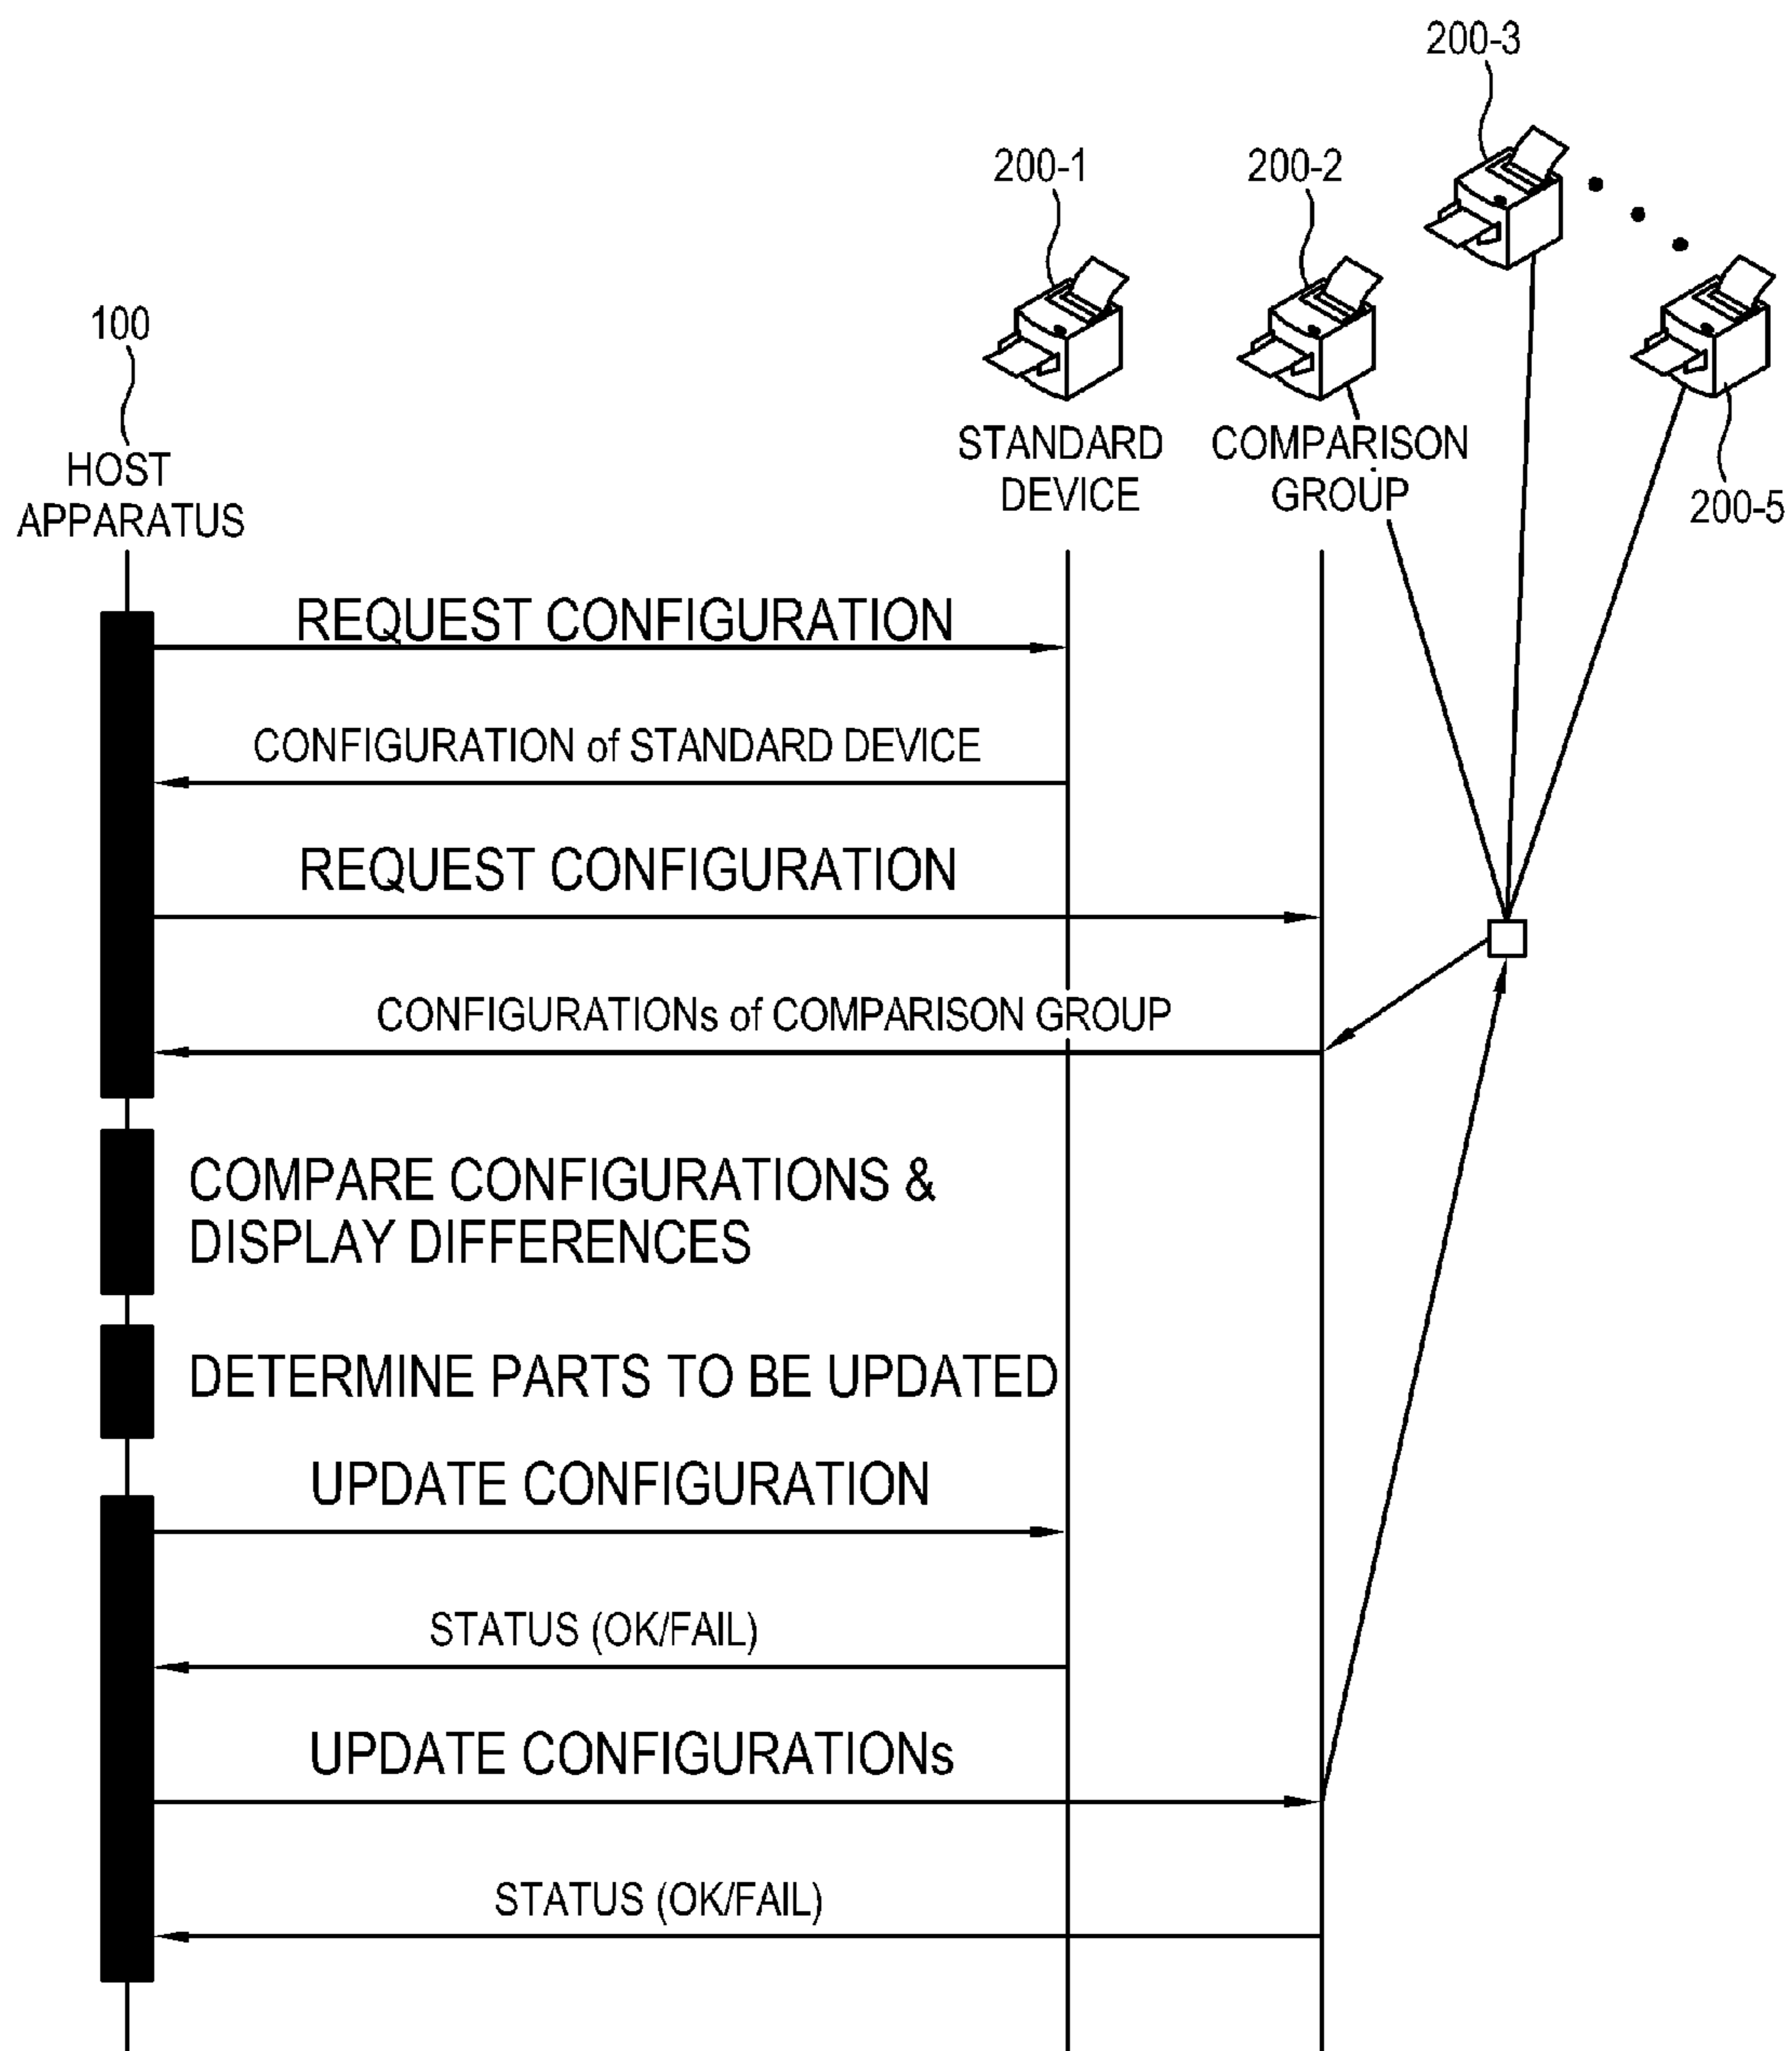 200-3
200-1
200-2
100
HOST
APPARATUS
STANDARD
DEVICE
COMPARISON
GROUP
200-5
REQUEST CONFIGURATION
CONFIGURATION of STANDARD DEVICE
REQUEST CONFIGURATION
CONFIGURATIONs of COMPARISON GROUP
COMPARE CONFIGURATIONS &
DISPLAY DIFFERENCES
DETERMINE PARTS TO BE UPDATED
UPDATE CONFIGURATION
STATUS (OK/FAIL)
UPDATE CONFIGURATIONs
STATUS (OK/FAIL)